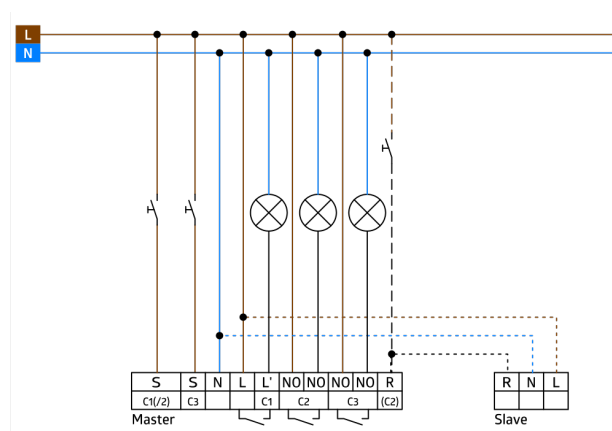 L
N
S S N L L' NO NO NO NO R
C1(/2) C3 C1 C2 C3 (C2)
Master
R N L
Slave